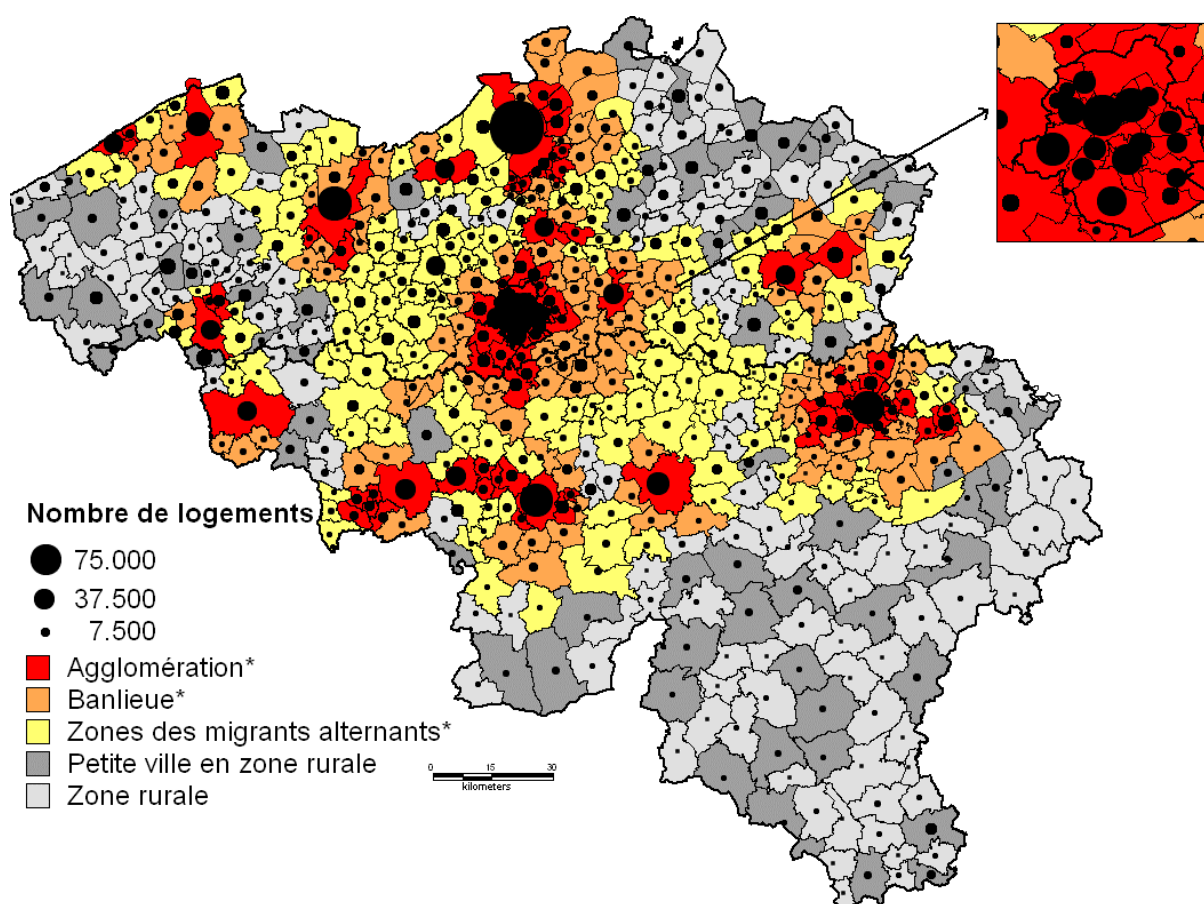 Nombre de logements
75.000
37.500
7.500
Agglomération*
Banlieue*
Zones des migrants alternants*
Petite ville en zone rurale
Zone rurale
0 15 30
kilometers